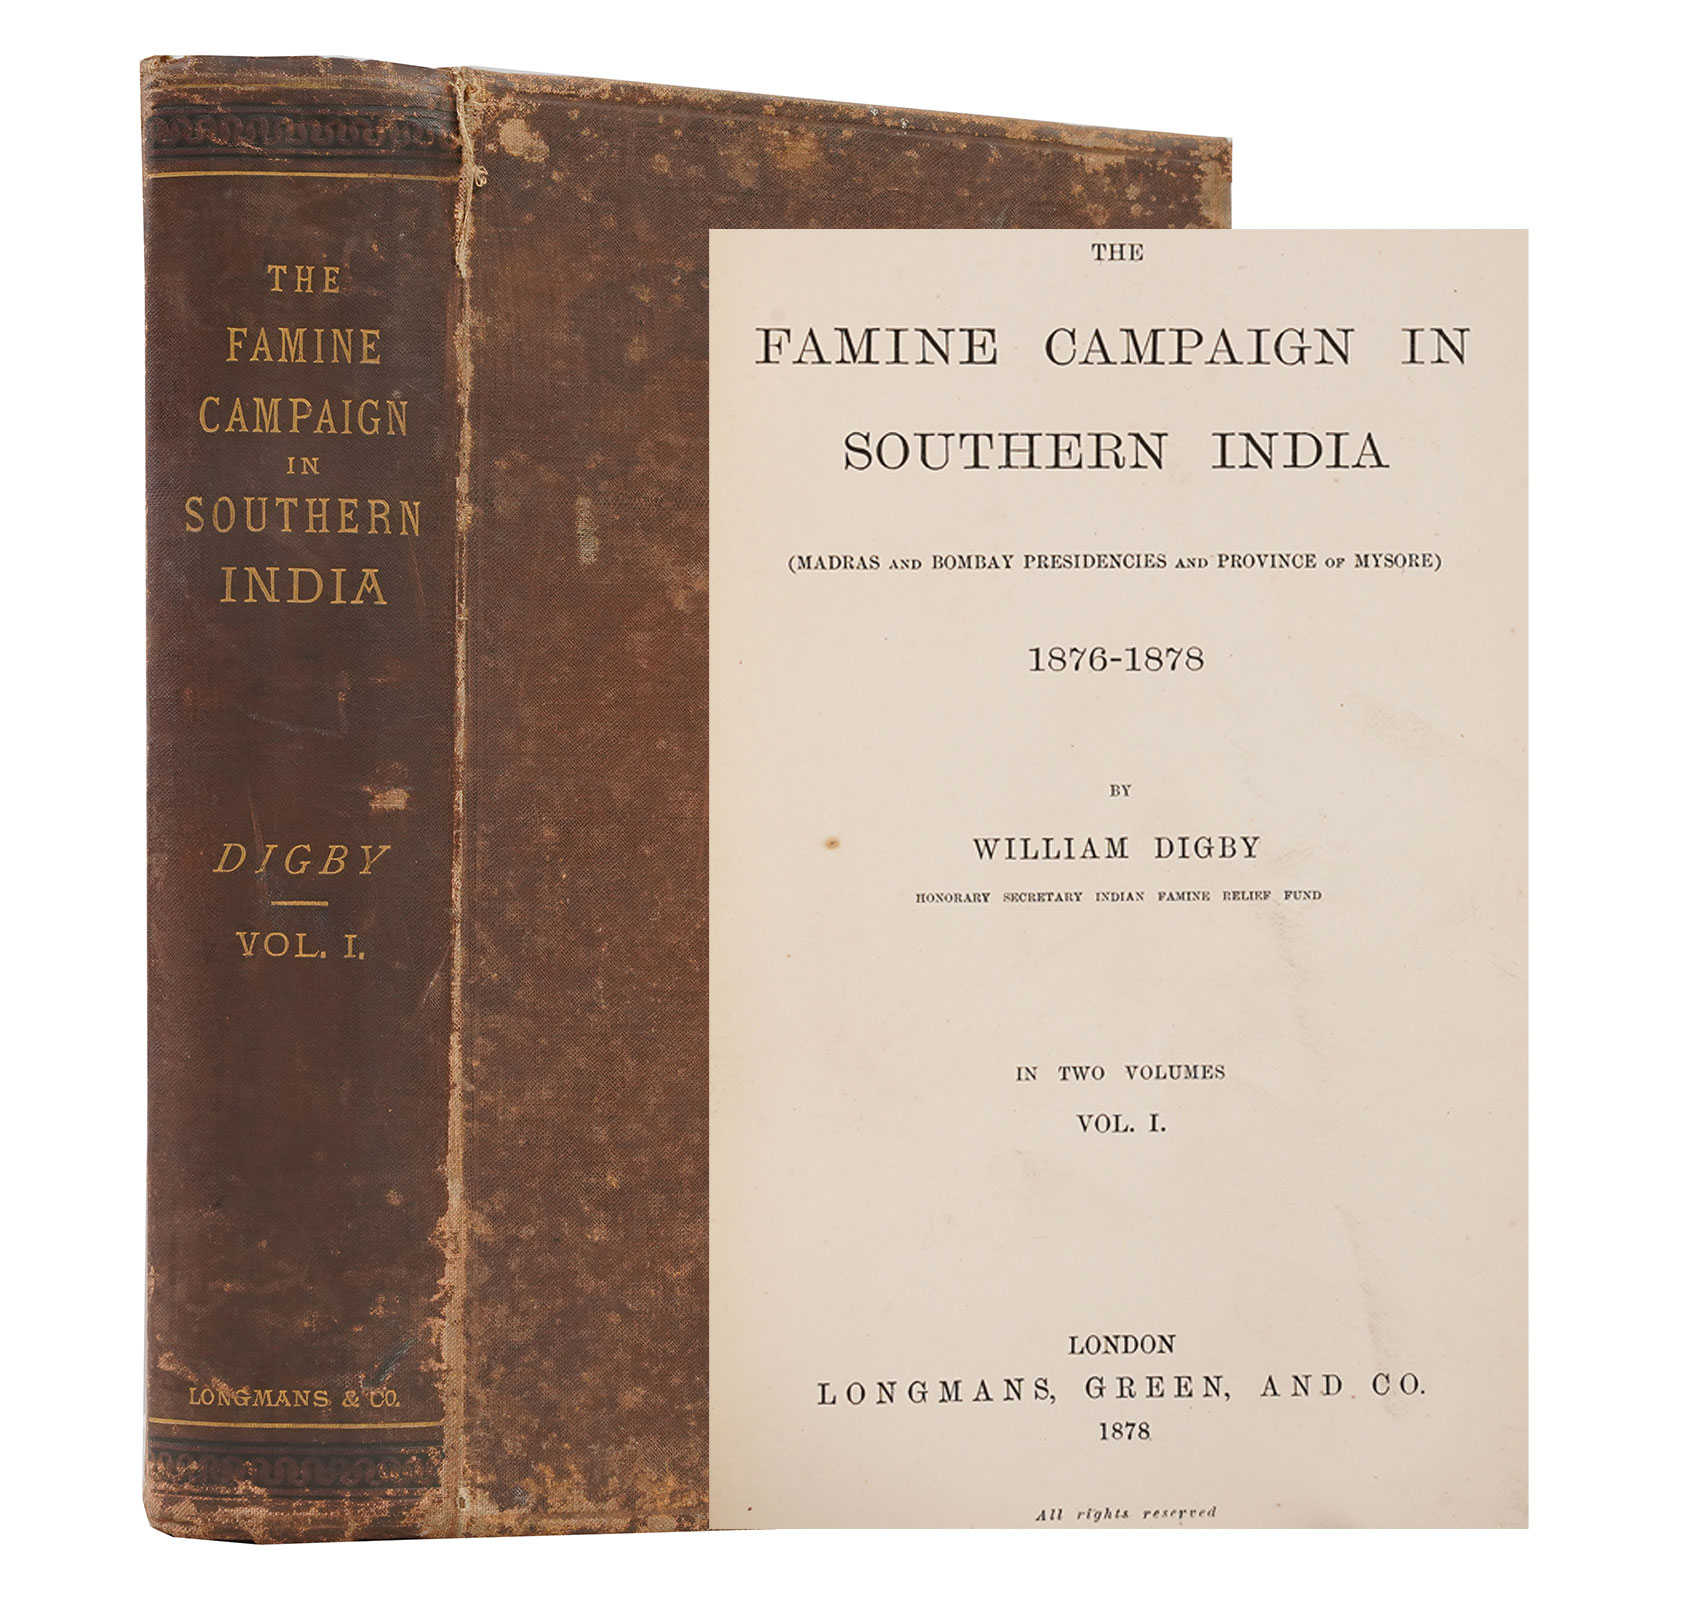 THE
FAMINE
CAMPAIGN
IN
SOUTHERN
INDIA
DIGBY
VOL. I.
LONGMANS & CO.
THE
FAMINE CAMPAIGN IN
SOUTHERN INDIA
(MADRAS AND BOMBAY PRESIDENCIES AND PROVINCE OF MYSORE)
1876-1878
BY
WILLIAM DIGBY
HONORARY SECRETARY INDIAN FAMINE RELIEF FUND
IN TWO VOLUMES
VOL. I.
LONDON
LONGMANS, GREEN, AND CO.
1878
All rights reserved